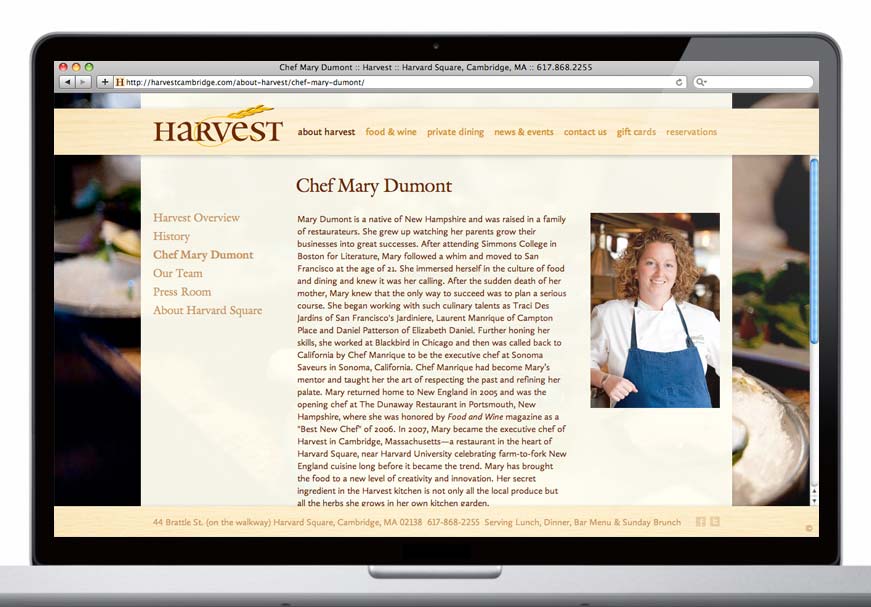 Chef Mary Dumont :: Harvest :: Harvard Square, Cambridge, MA :: 617.868.2255
http://harvestcambridge.com/about-harvest/chef-mary-dumont/
HARVEST
about harvest food & wine private dining news & events contact us gift cards reservations
Chef Mary Dumont
Harvest Overview
History
Chef Mary Dumont
Our Team
Press Room
About Harvard Square
Mary Dumont is a native of New Hampshire and was raised in a family
of restaurateurs. She grew up watching her parents grow their
businesses into great successes. After attending Simmons College in
Boston for Literature, Mary followed a whim and moved to San
Francisco at the age of 21. She immersed herself in the culture of food
and dining and knew it was her calling. After the sudden death of her
mother, Mary knew that the only way to succeed was to plan a serious
course. She began working with such culinary talents as Traci Des
Jardins of San Francisco's Jardiniere, Laurent Manrique of Campton
Place and Daniel Patterson of Elizabeth Daniel. Further honing her
skills, she worked at Blackbird in Chicago and then was called back to
California by Chef Manrique to be the executive chef at Sonoma
Saveurs in Sonoma, California. Chef Manrique had become Mary's
mentor and taught her the art of respecting the past and refining her
palate. Mary returned home to New England in 2005 and was the
opening chef at The Dunaway Restaurant in Portsmouth, New
Hampshire, where she was honored by Food and Wine magazine as a
"Best New Chef" of 2006. In 2007, Mary became the executive chef of
Harvest in Cambridge, Massachusetts—a restaurant in the heart of
Harvard Square, near Harvard University celebrating farm-to-fork New
England cuisine long before it became the trend. Mary has brought
the food to a new level of creativity and innovation. Her secret
ingredient in the Harvest kitchen is not only all the local produce but
all the herbs she grows in her own kitchen garden.
44 Brattle St. (on the walkway) Harvard Square, Cambridge, MA 02138 617-868-2255 Serving Lunch, Dinner, Bar Menu & Sunday Brunch
©